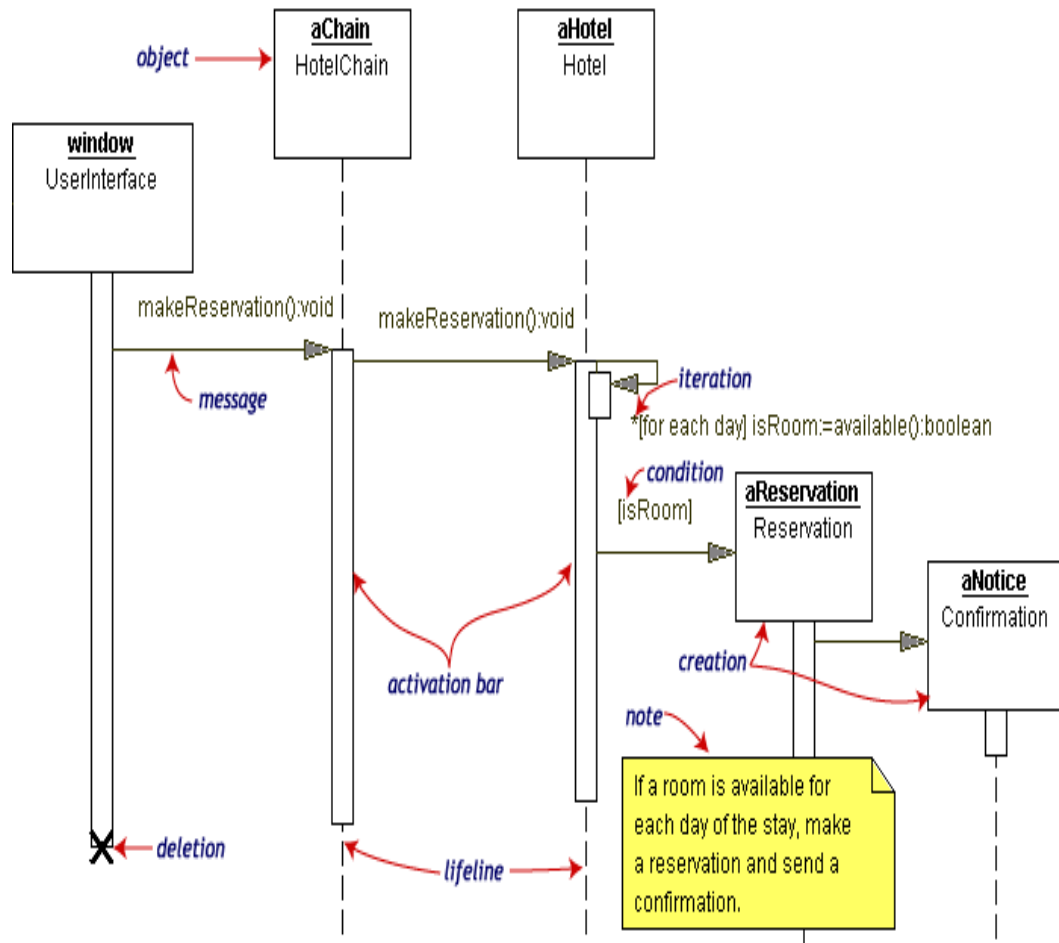 aChain
HotelChain
aHotel
Hotel
object
window
UserInterface
makeReservation():void
makeReservation():void
message
iteration
*[for each day] isRoom:=available():boolean
condition
[isRoom]
aReservation
Reservation
aNotice
Confirmation
activation bar
creation
note
If a room is available for
each day of the stay, make
a reservation and send a
confirmation.
deletion
lifeline